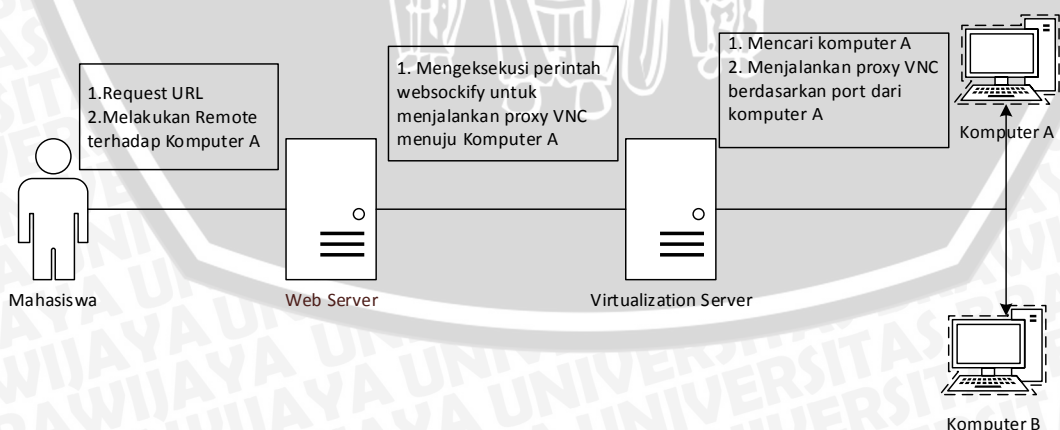 1.Request URL
2.Melakukan Remote
terhadap Komputer A
1. Mengeksekusi perintah
websockify untuk
menjalankan proxy VNC
menuju Komputer A
1. Mencari komputer A
2. Menjalankan proxy VNC
berdasarkan port dari
komputer A
Komputer A
Mahasiswa
Web Server
Virtualization Server
Komputer B